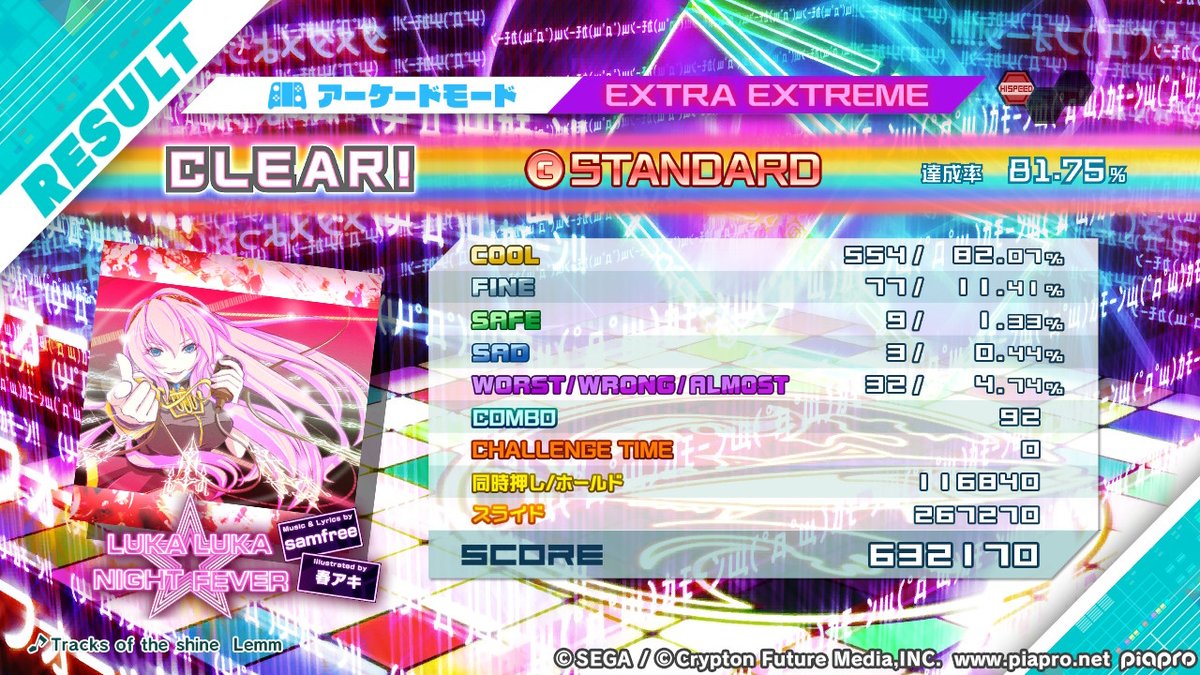 RESULT
アーケードモード EXTRA EXTREME HISPEED
CLEAR! G STANDARD 達成率 81.75%
COOL 554/ 82.07%
FINE 77/ 11.41%
SAFE 9/ 1.33%
SAD 3/ 0.44%
WORST/WRONG/ALMOST 32/ 4.74%
COMBO 92
CHALLENGE TIME 0
同時押し/ホールド 116840
スライド 267270
SCORE 632170
LUKA LUKA
NIGHT FEVER
Music & Lyrics by
samfree
Illustrated by
春アキ
♪Tracks of the shine Lemm
©SEGA / ©Crypton Future Media,INC. www.piapro.net piapro